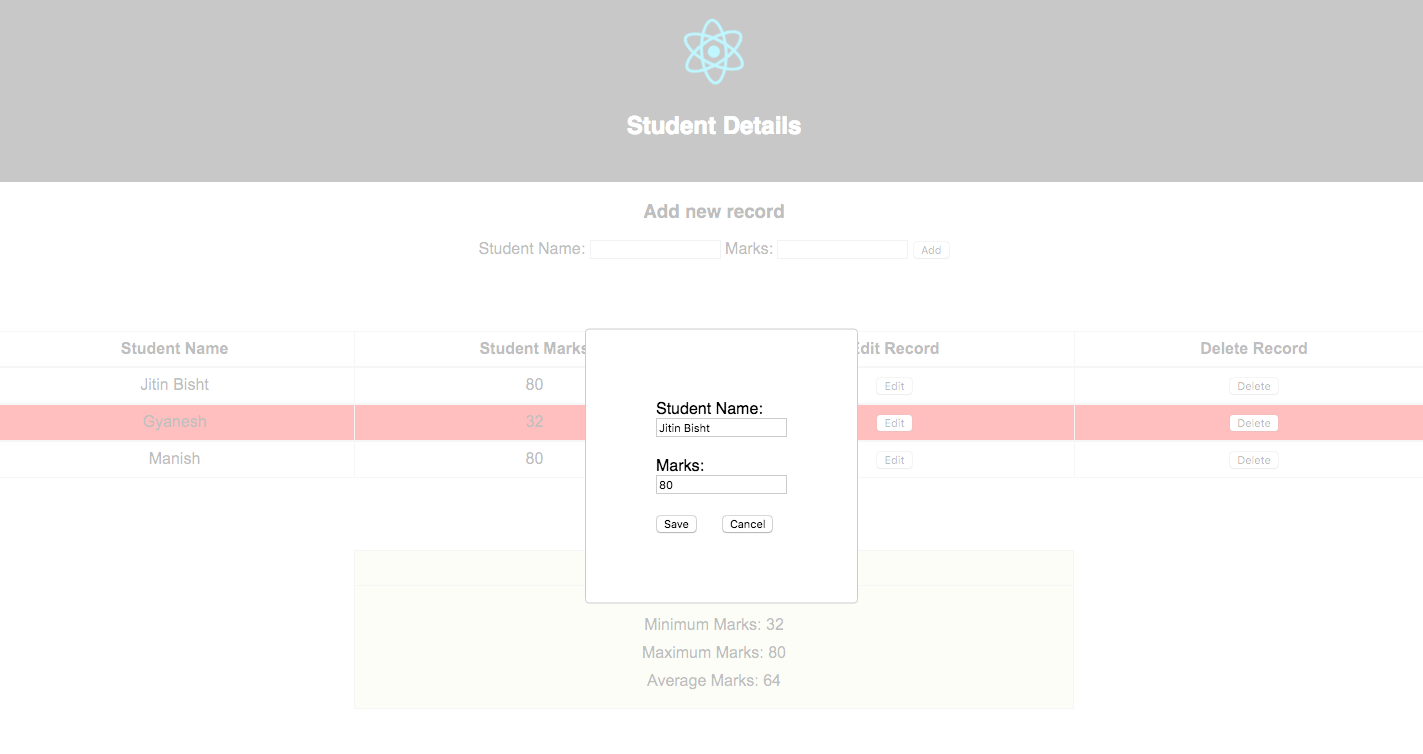 Student Details
Add new record
Student Name: Marks: Add
Student Name Student Marks Edit Record Delete Record
Jitin Bisht 80 Edit Delete
Gyanesh 32 Edit Delete
Manish 80 Edit Delete
Student Name:
Jitin Bisht
Marks:
80
Save Cancel
Minimum Marks: 32
Maximum Marks: 80
Average Marks: 64